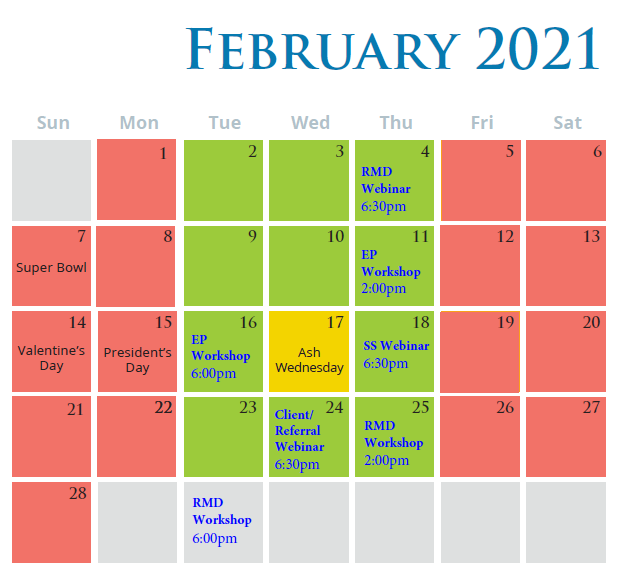 February 2021
Sun Mon Tue Wed Thu Fri Sat
1 2 3 4 5 6
RMD
Webinar
6:30pm
7 8 9 10 11 12 13
Super Bowl
EP
Workshop
2:00pm
14 15 16 17 18 19 20
Valentine's
Day
President's
Day
EP
Workshop
6:00pm
Ash
Wednesday
SS Webinar
6:30pm
21 22 23 24 25 26 27
Client/
Referral
Webinar
6:30pm
RMD
Workshop
2:00pm
28
RMD
Workshop
6:00pm